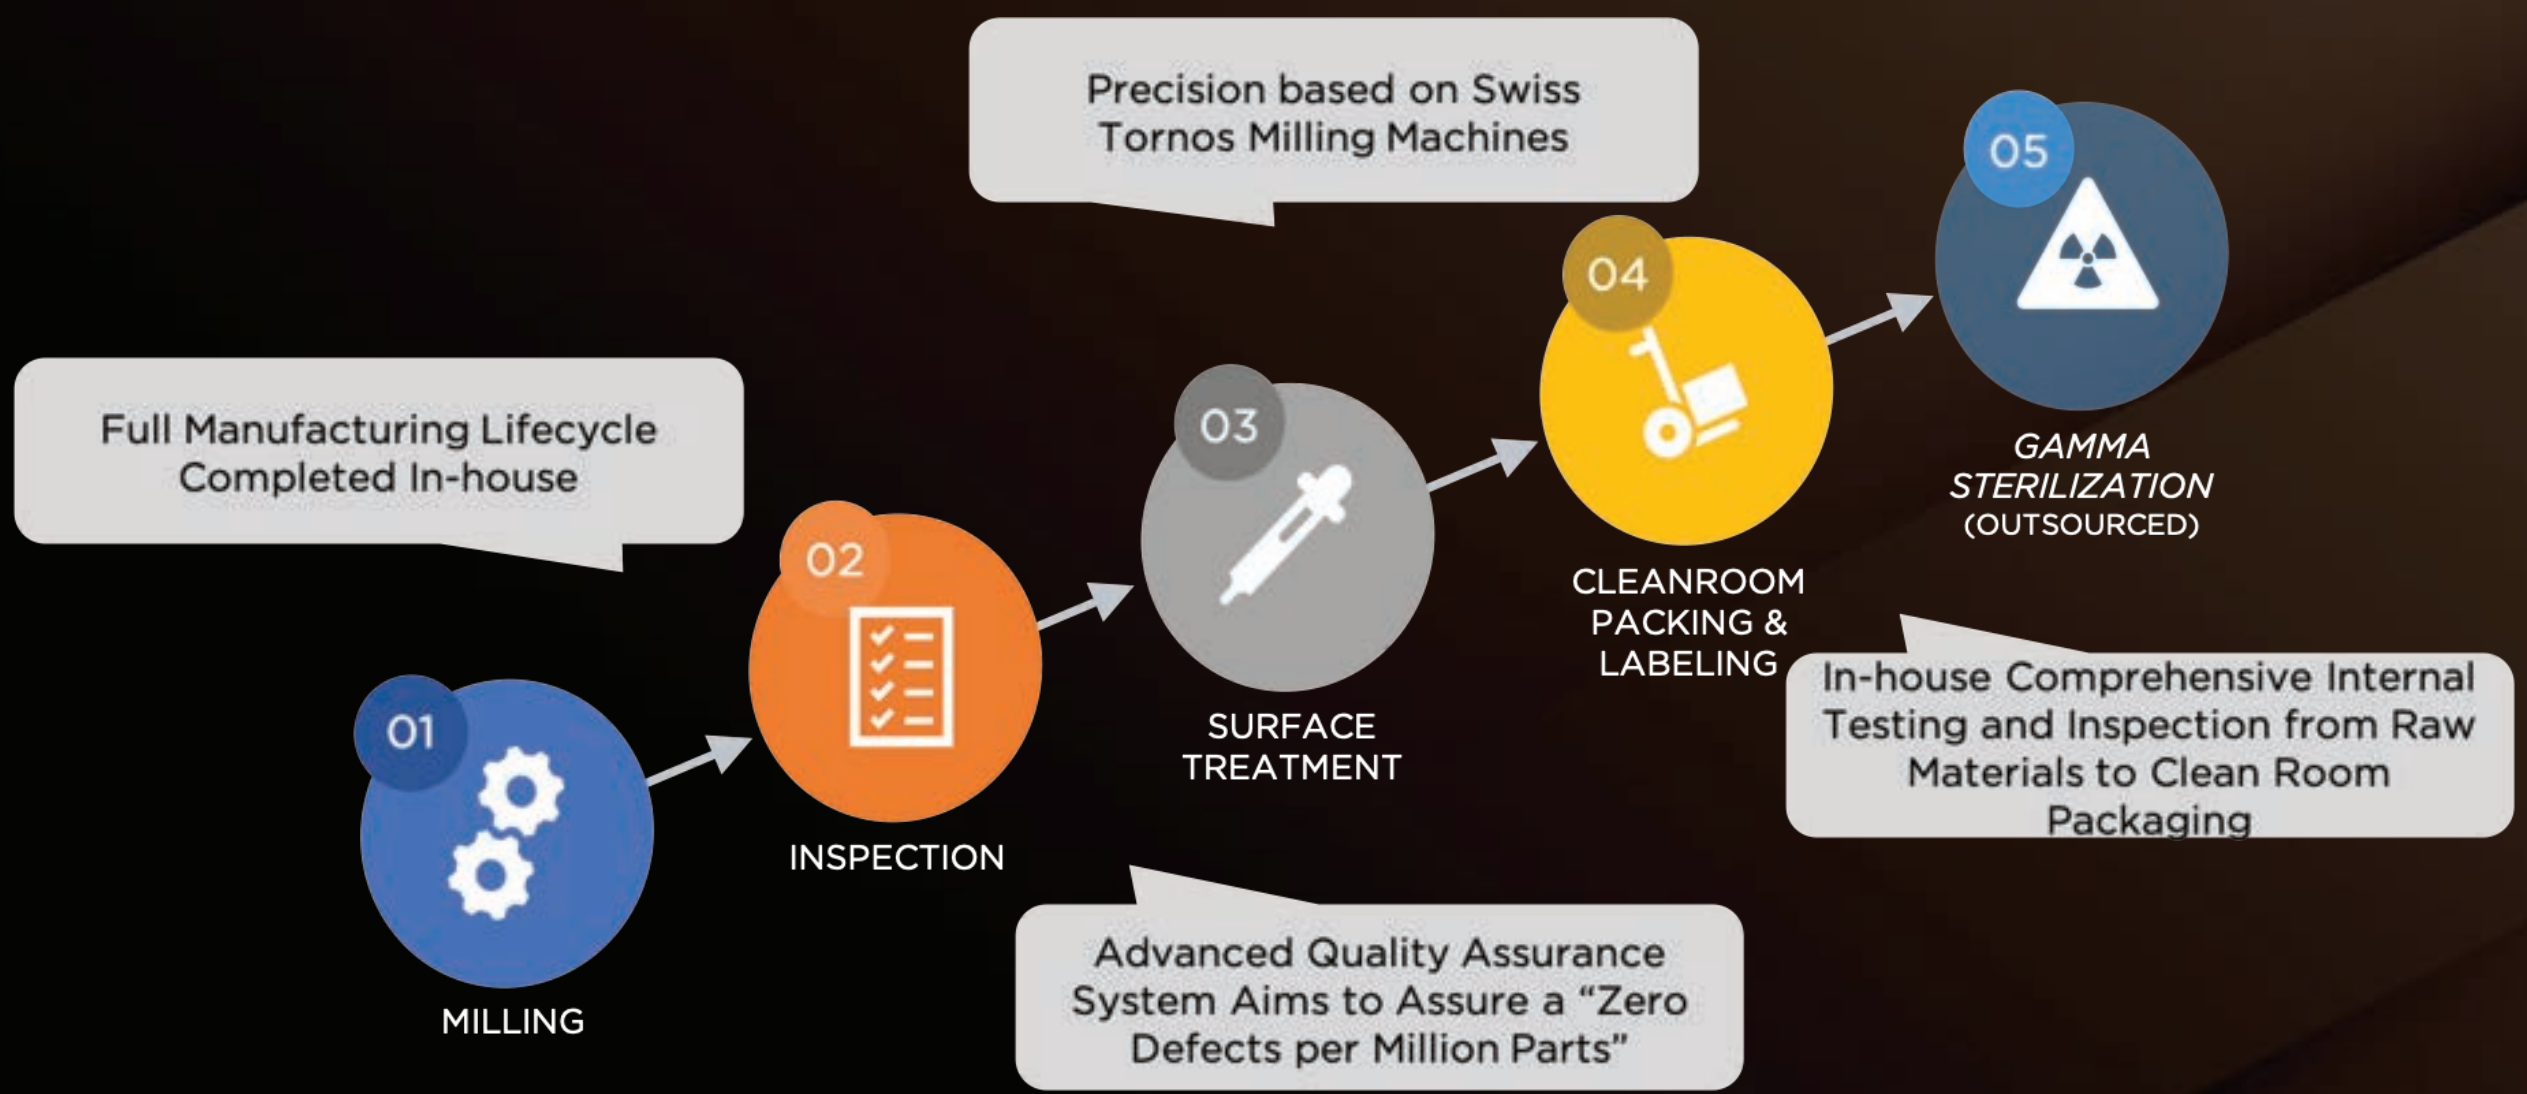 Precision based on Swiss
Tornos Milling Machines
Full Manufacturing Lifecycle
Completed In-house
01
MILLING
02
INSPECTION
03
SURFACE
TREATMENT
04
CLEANROOM
PACKING &
LABELING
05
GAMMA
STERILIZATION
(OUTSOURCED)
In-house Comprehensive Internal
Testing and Inspection from Raw
Materials to Clean Room
Packaging
Advanced Quality Assurance
System Aims to Assure a “Zero
Defects per Million Parts”